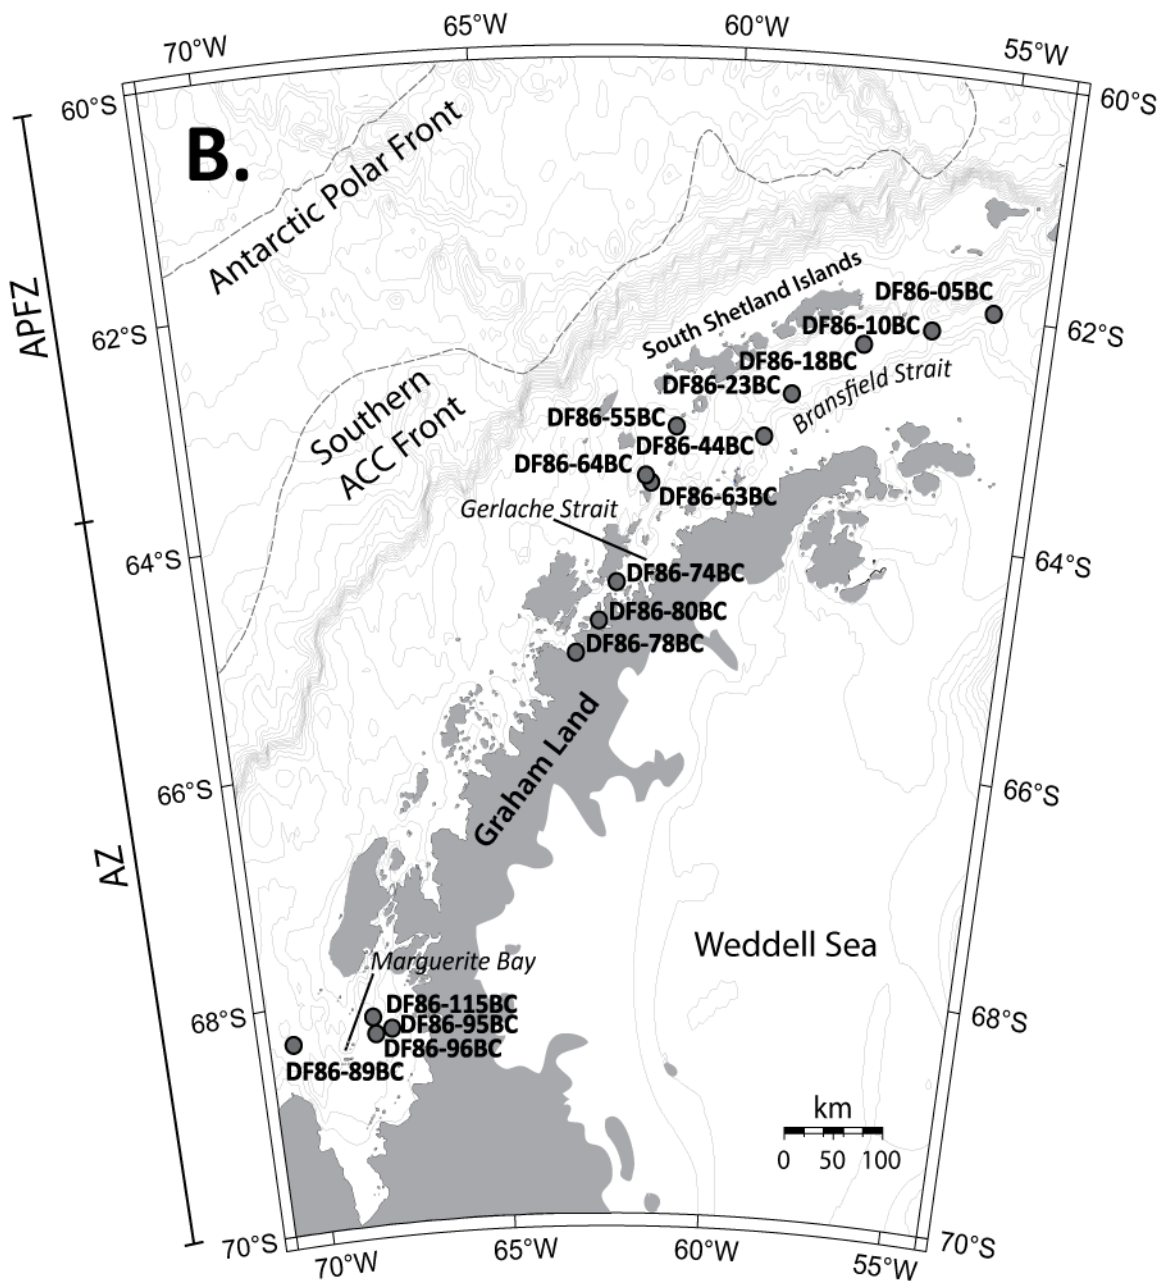 70°W
65°W
60°W
55°W
60°S
60°S
B.
Antarctic Polar Front
APFZ
South Shetland Islands
DF86-05BC
DF86-10BC
62°S
62°S
DF86-18BC
DF86-23BC
Bransfield Strait
Southern
ACC Front
DF86-55BC
DF86-44BC
DF86-64BC
DF86-63BC
Gerlache Strait
64°S
64°S
DF86-74BC
DF86-80BC
DF86-78BC
Graham Land
66°S
66°S
AZ
Weddell Sea
Marguerite Bay
DF86-115BC
68°S
68°S
DF86-95BC
DF86-96BC
DF86-89BC
km
0 50 100
70°S
70°S
70°W
65°W
60°W
55°W